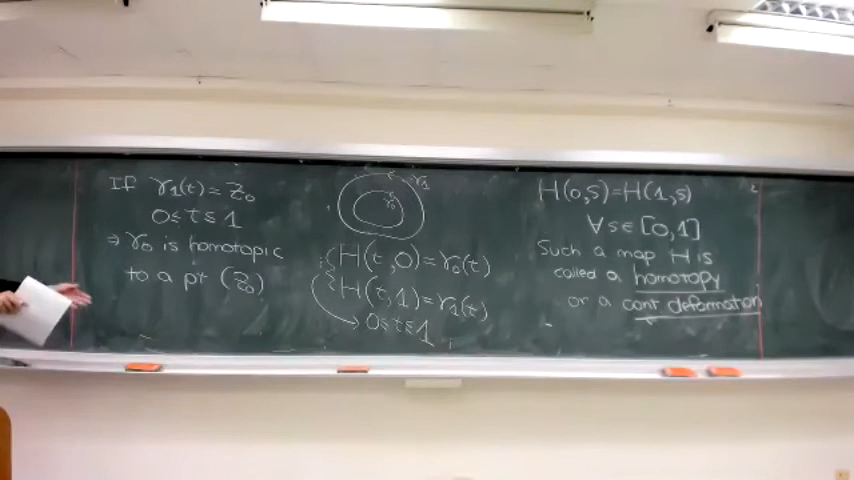 If γ1(t) = z0
0≤t≤1
⇒ γ0 is homotopic
to a pt (z0)
γ1
γ0
H(t,0)=γ0(t)
H(t,1)=γ1(t)
0≤t≤1
H(0,s)=H(1,s)
∀s∈[0,1]
Such a map H is
called a homotopy
or a cont deformation